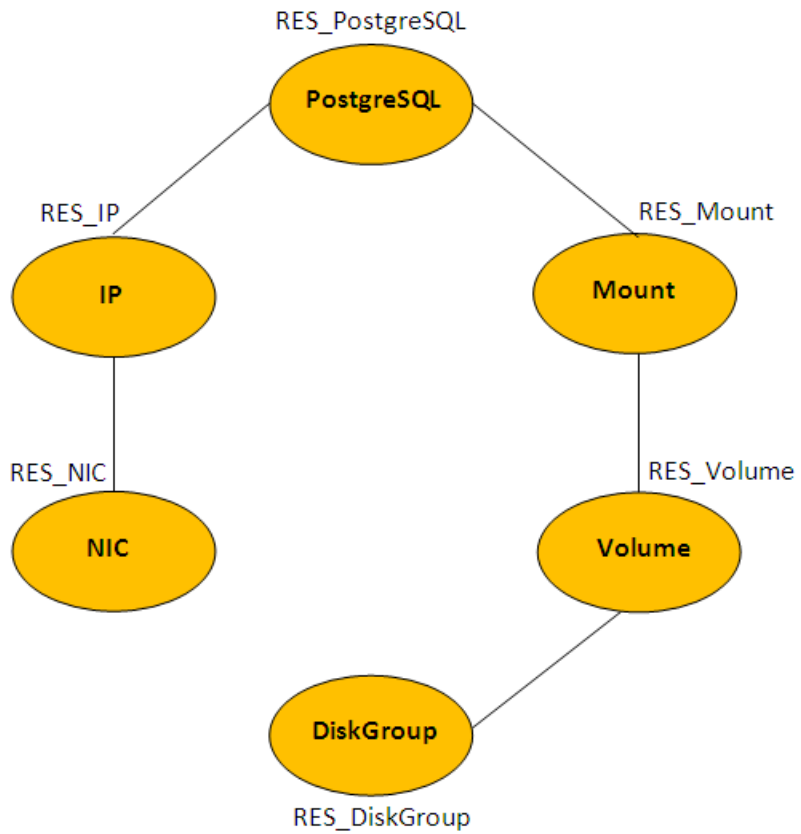 RES_PostgreSQL
PostgreSQL
RES_IP
RES_Mount
IP
Mount
RES_NIC
RES_Volume
NIC
Volume
DiskGroup
RES_DiskGroup